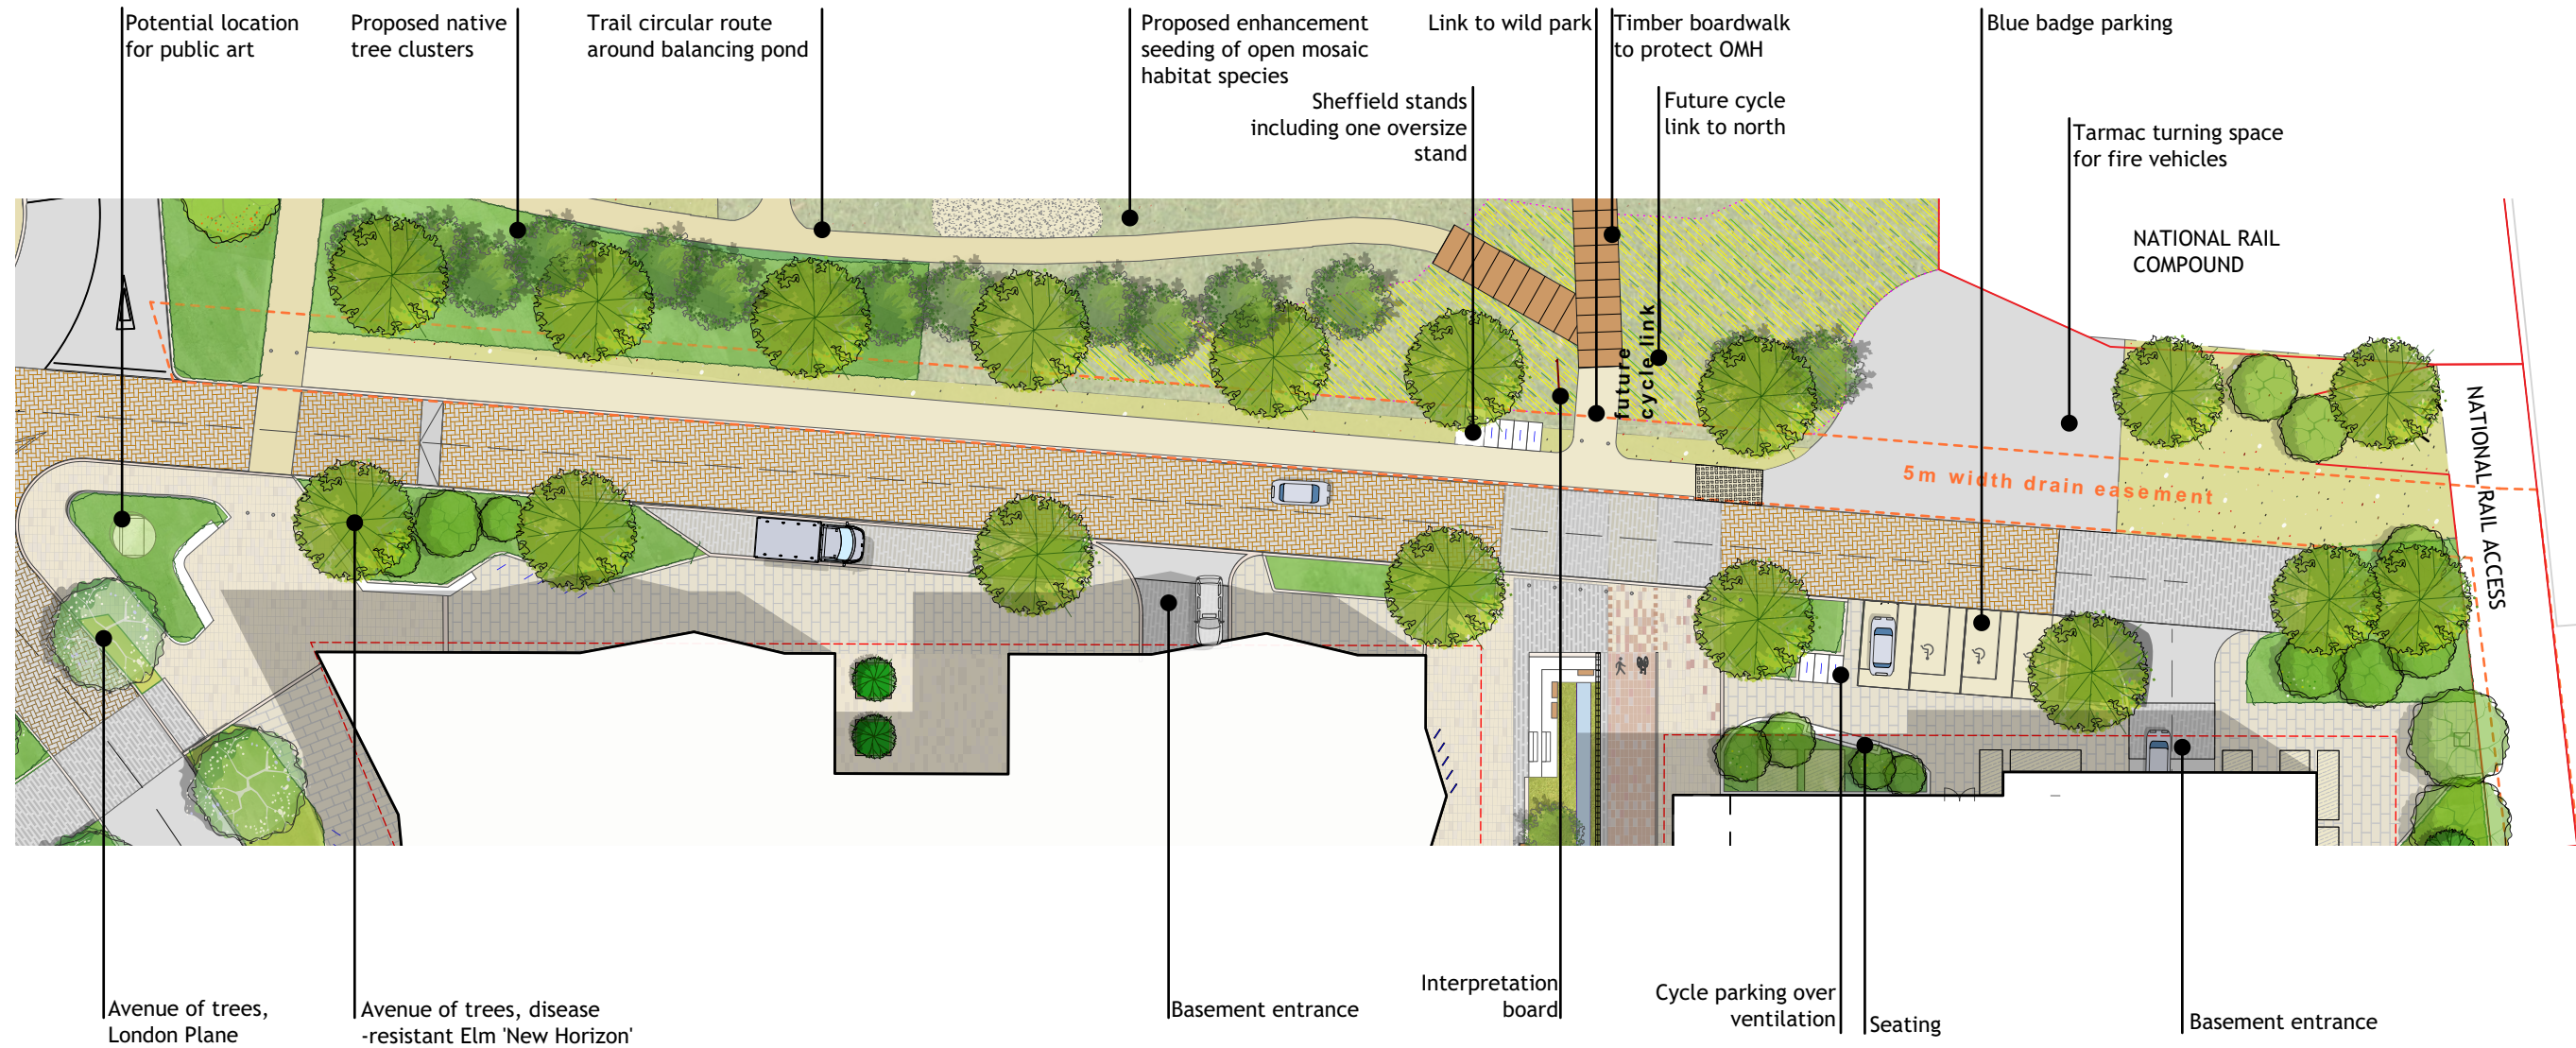 Potential location
for public art
Proposed native
tree clusters
Trail circular route
around balancing pond
Proposed enhancement
seeding of open mosaic
habitat species
Link to wild park
Timber boardwalk
to protect OMH
Blue badge parking
Sheffield stands
including one oversize
stand
Future cycle
link to north
Tarmac turning space
for fire vehicles
NATIONAL RAIL
COMPOUND
future
cycle link
5m width drain easement
NATIONAL RAIL ACCESS
Avenue of trees,
London Plane
Avenue of trees, disease
-resistant Elm 'New Horizon'
Basement entrance
Interpretation
board
Cycle parking over
ventilation
Seating
Basement entrance